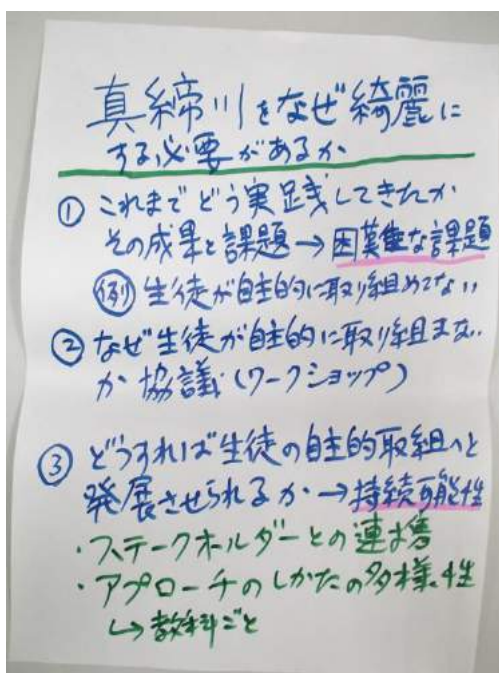 真締川をなぜ綺麗に
する必要があるか
① これまでどう実践してきたか
その成果と課題→困難な課題
例 生徒が自主的に取り組めてない
② なぜ生徒が自主的に取り組まない
か協議(ワークショップ)
③ どうすれば生徒の自主的取組へと
発展させられるか→持続可能性
・ステークホルダーとの連携
・アプローチのしかたの多様性
↳教科ごと